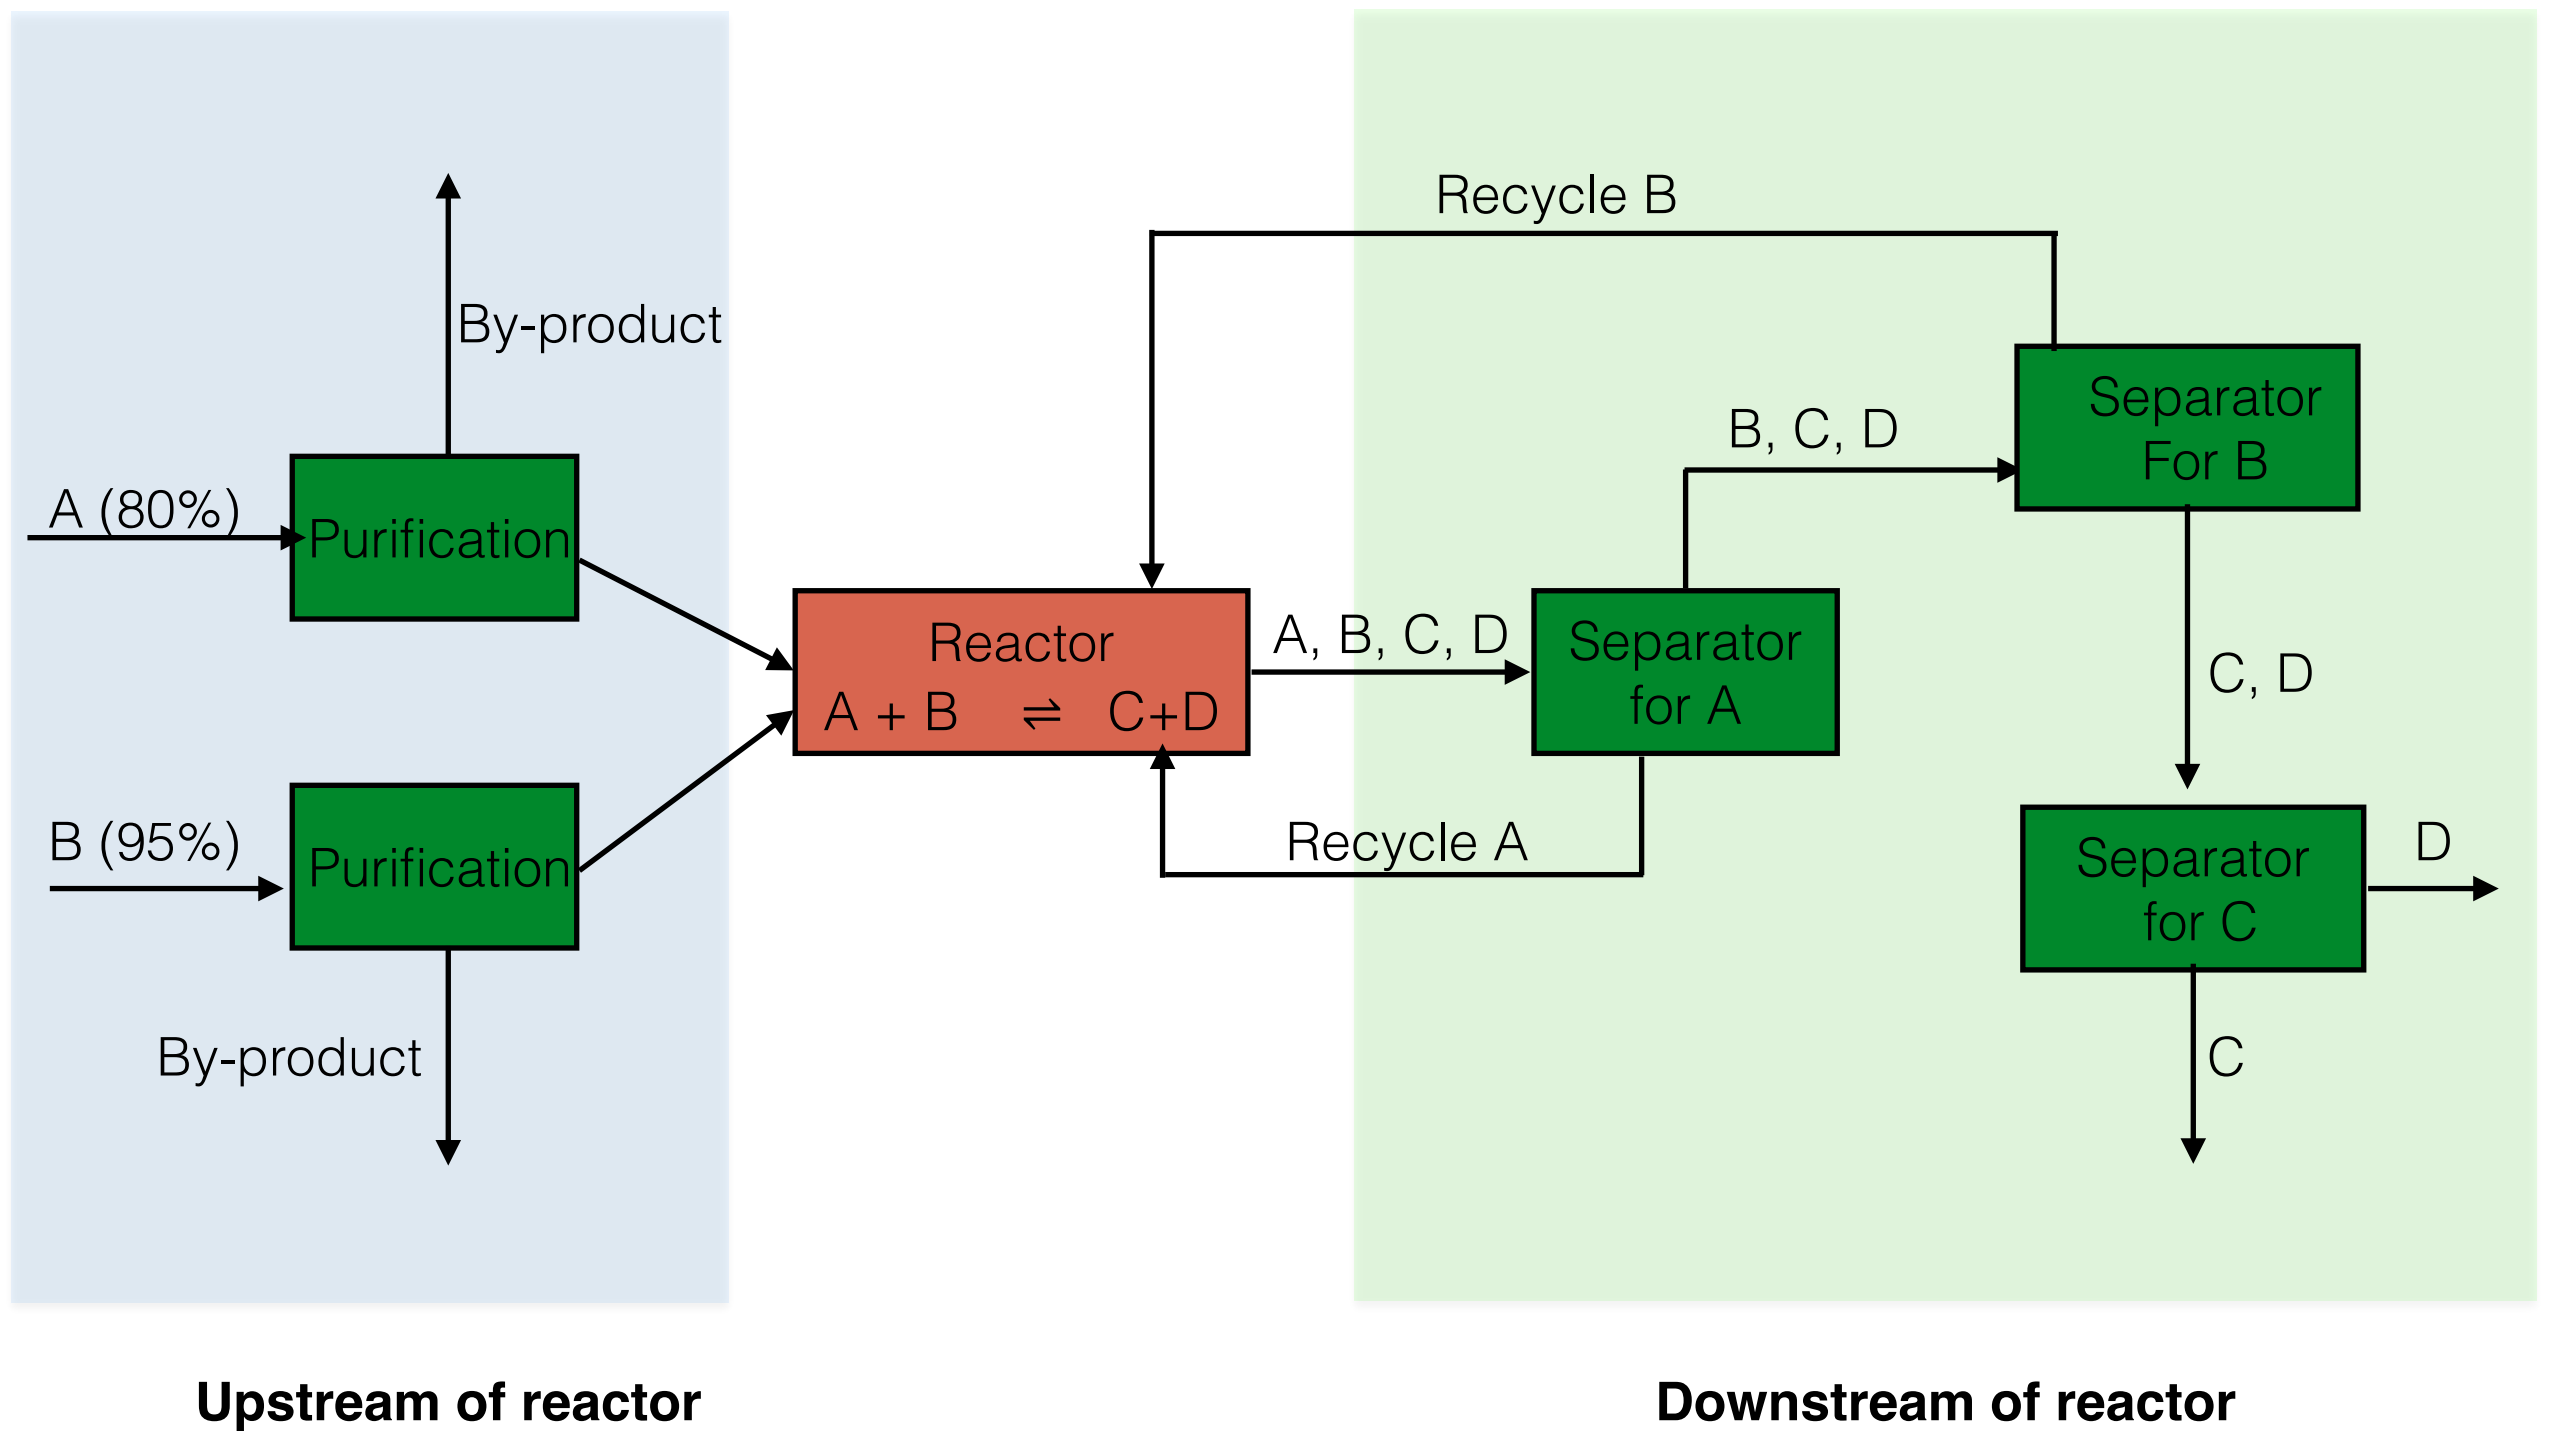 Recycle B
By-product
Separator
For B
B, C, D
A (80%)
Purification
Reactor
A + B ⇌ C+D
A, B, C, D
Separator
for A
C, D
B (95%)
Purification
Recycle A
Separator
for C
D
By-product
C
Upstream of reactor
Downstream of reactor